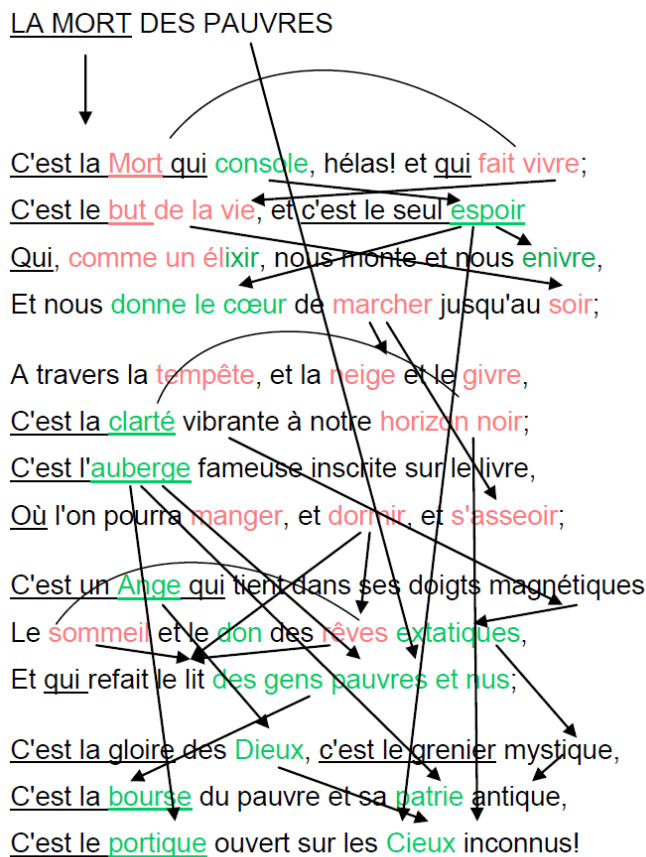 LA MORT DES PAUVRES
C'est la Mort qui console, hélas! et qui fait vivre;
C'est le but de la vie, et c'est le seul espoir
Qui, comme un élixir, nous monte et nous enivre,
Et nous donne le cœur de marcher jusqu'au soir;
A travers la tempête, et la neige et le givre,
C'est la clarté vibrante à notre horizon noir;
C'est l'auberge fameuse inscrite sur le livre,
Où l'on pourra manger, et dormir, et s'asseoir;
C'est un Ange qui tient dans ses doigts magnétiques
Le sommeil et le don des rêves extatiques,
Et qui refait le lit des gens pauvres et nus;
C'est la gloire des Dieux, c'est le grenier mystique,
C'est la bourse du pauvre et sa patrie antique,
C'est le portique ouvert sur les Cieux inconnus!